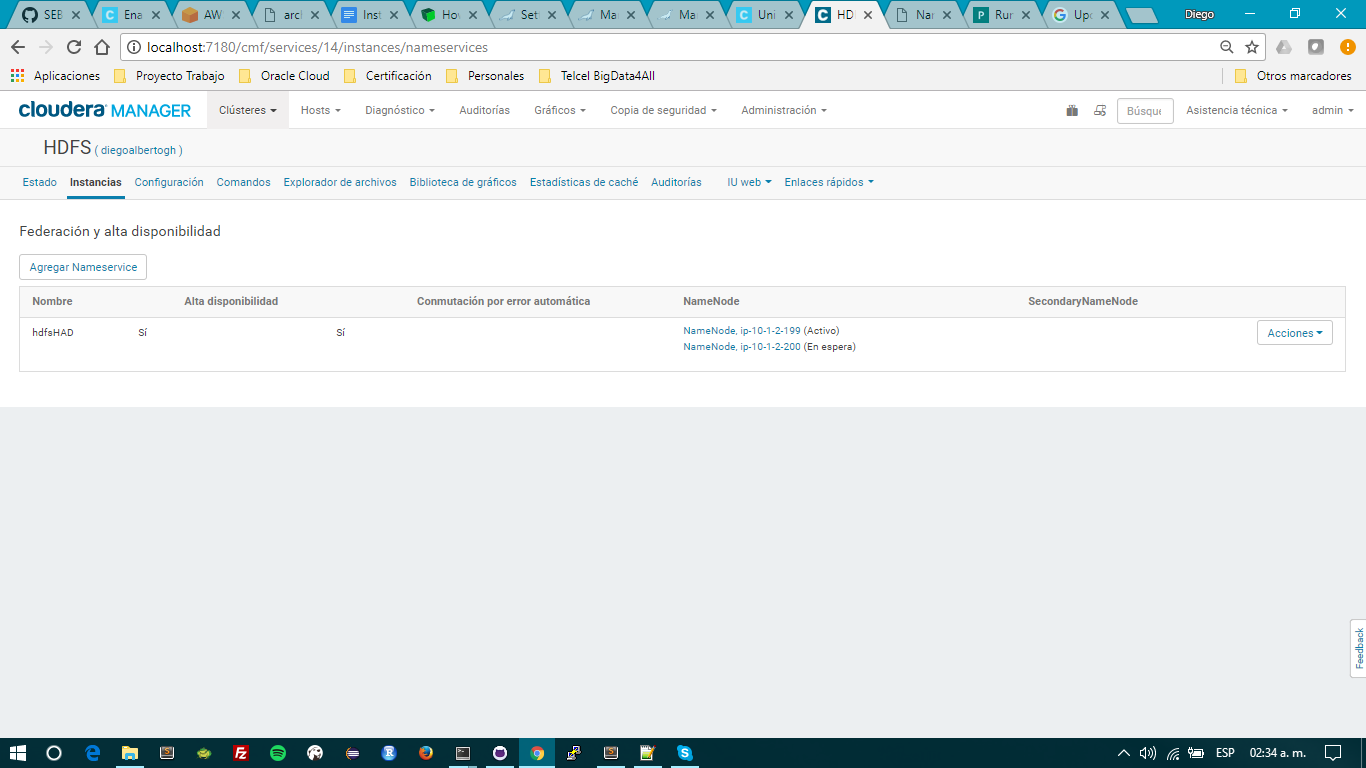 SEB
Ena
AW
arcl
Inst
Hov
Set
Ma
Ma
Uni
HD
Nar
Rur
Upo
Diego
localhost:7180/cmf/services/14/instances/nameservices
Aplicaciones Proyecto Trabajo Oracle Cloud Certificación Personales Telcel BigData4All Otros marcadores
cloudera MANAGER Clústeres Hosts Diagnóstico Auditorías Gráficos Copia de seguridad Administración Búsque Asistencia técnica admin
HDFS ( diegoalbertogh )
Estado Instancias Configuración Comandos Explorador de archivos Biblioteca de gráficos Estadísticas de caché Auditorías IU web Enlaces rápidos
Federación y alta disponibilidad
Agregar Nameservice
Nombre Alta disponibilidad Conmutación por error automática NameNode SecondaryNameNode
hdfsHAD Sí Sí NameNode, ip-10-1-2-199 (Activo) Acciones
NameNode, ip-10-1-2-200 (En espera)
Feedback
ESP 02:34 a. m.